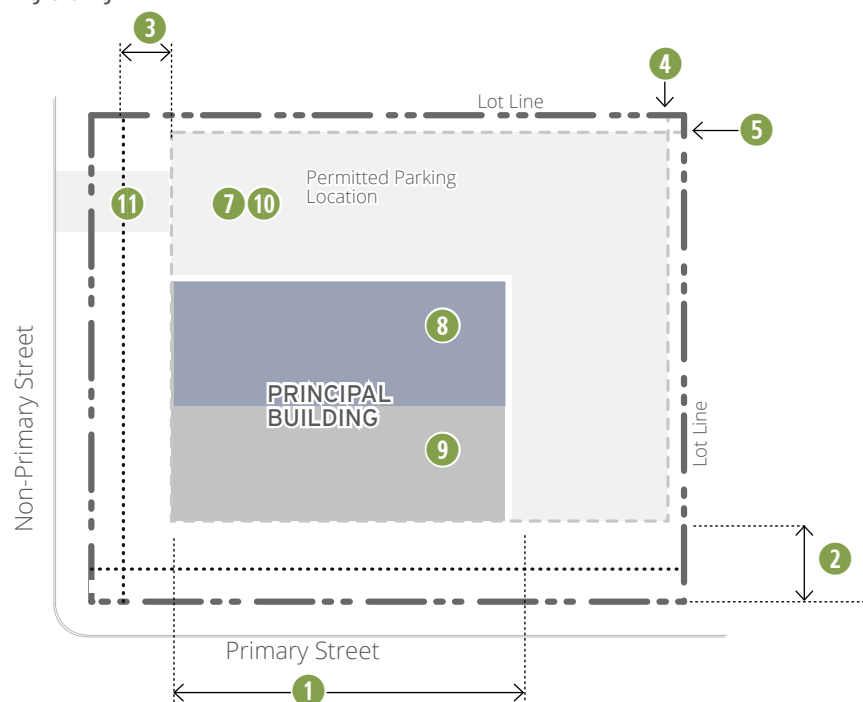 3
4
Lot Line
5
Permitted Parking
Location
11
7
10
8
Non-Primary Street
PRINCIPAL
BUILDING
9
Lot Line
2
Primary Street
1